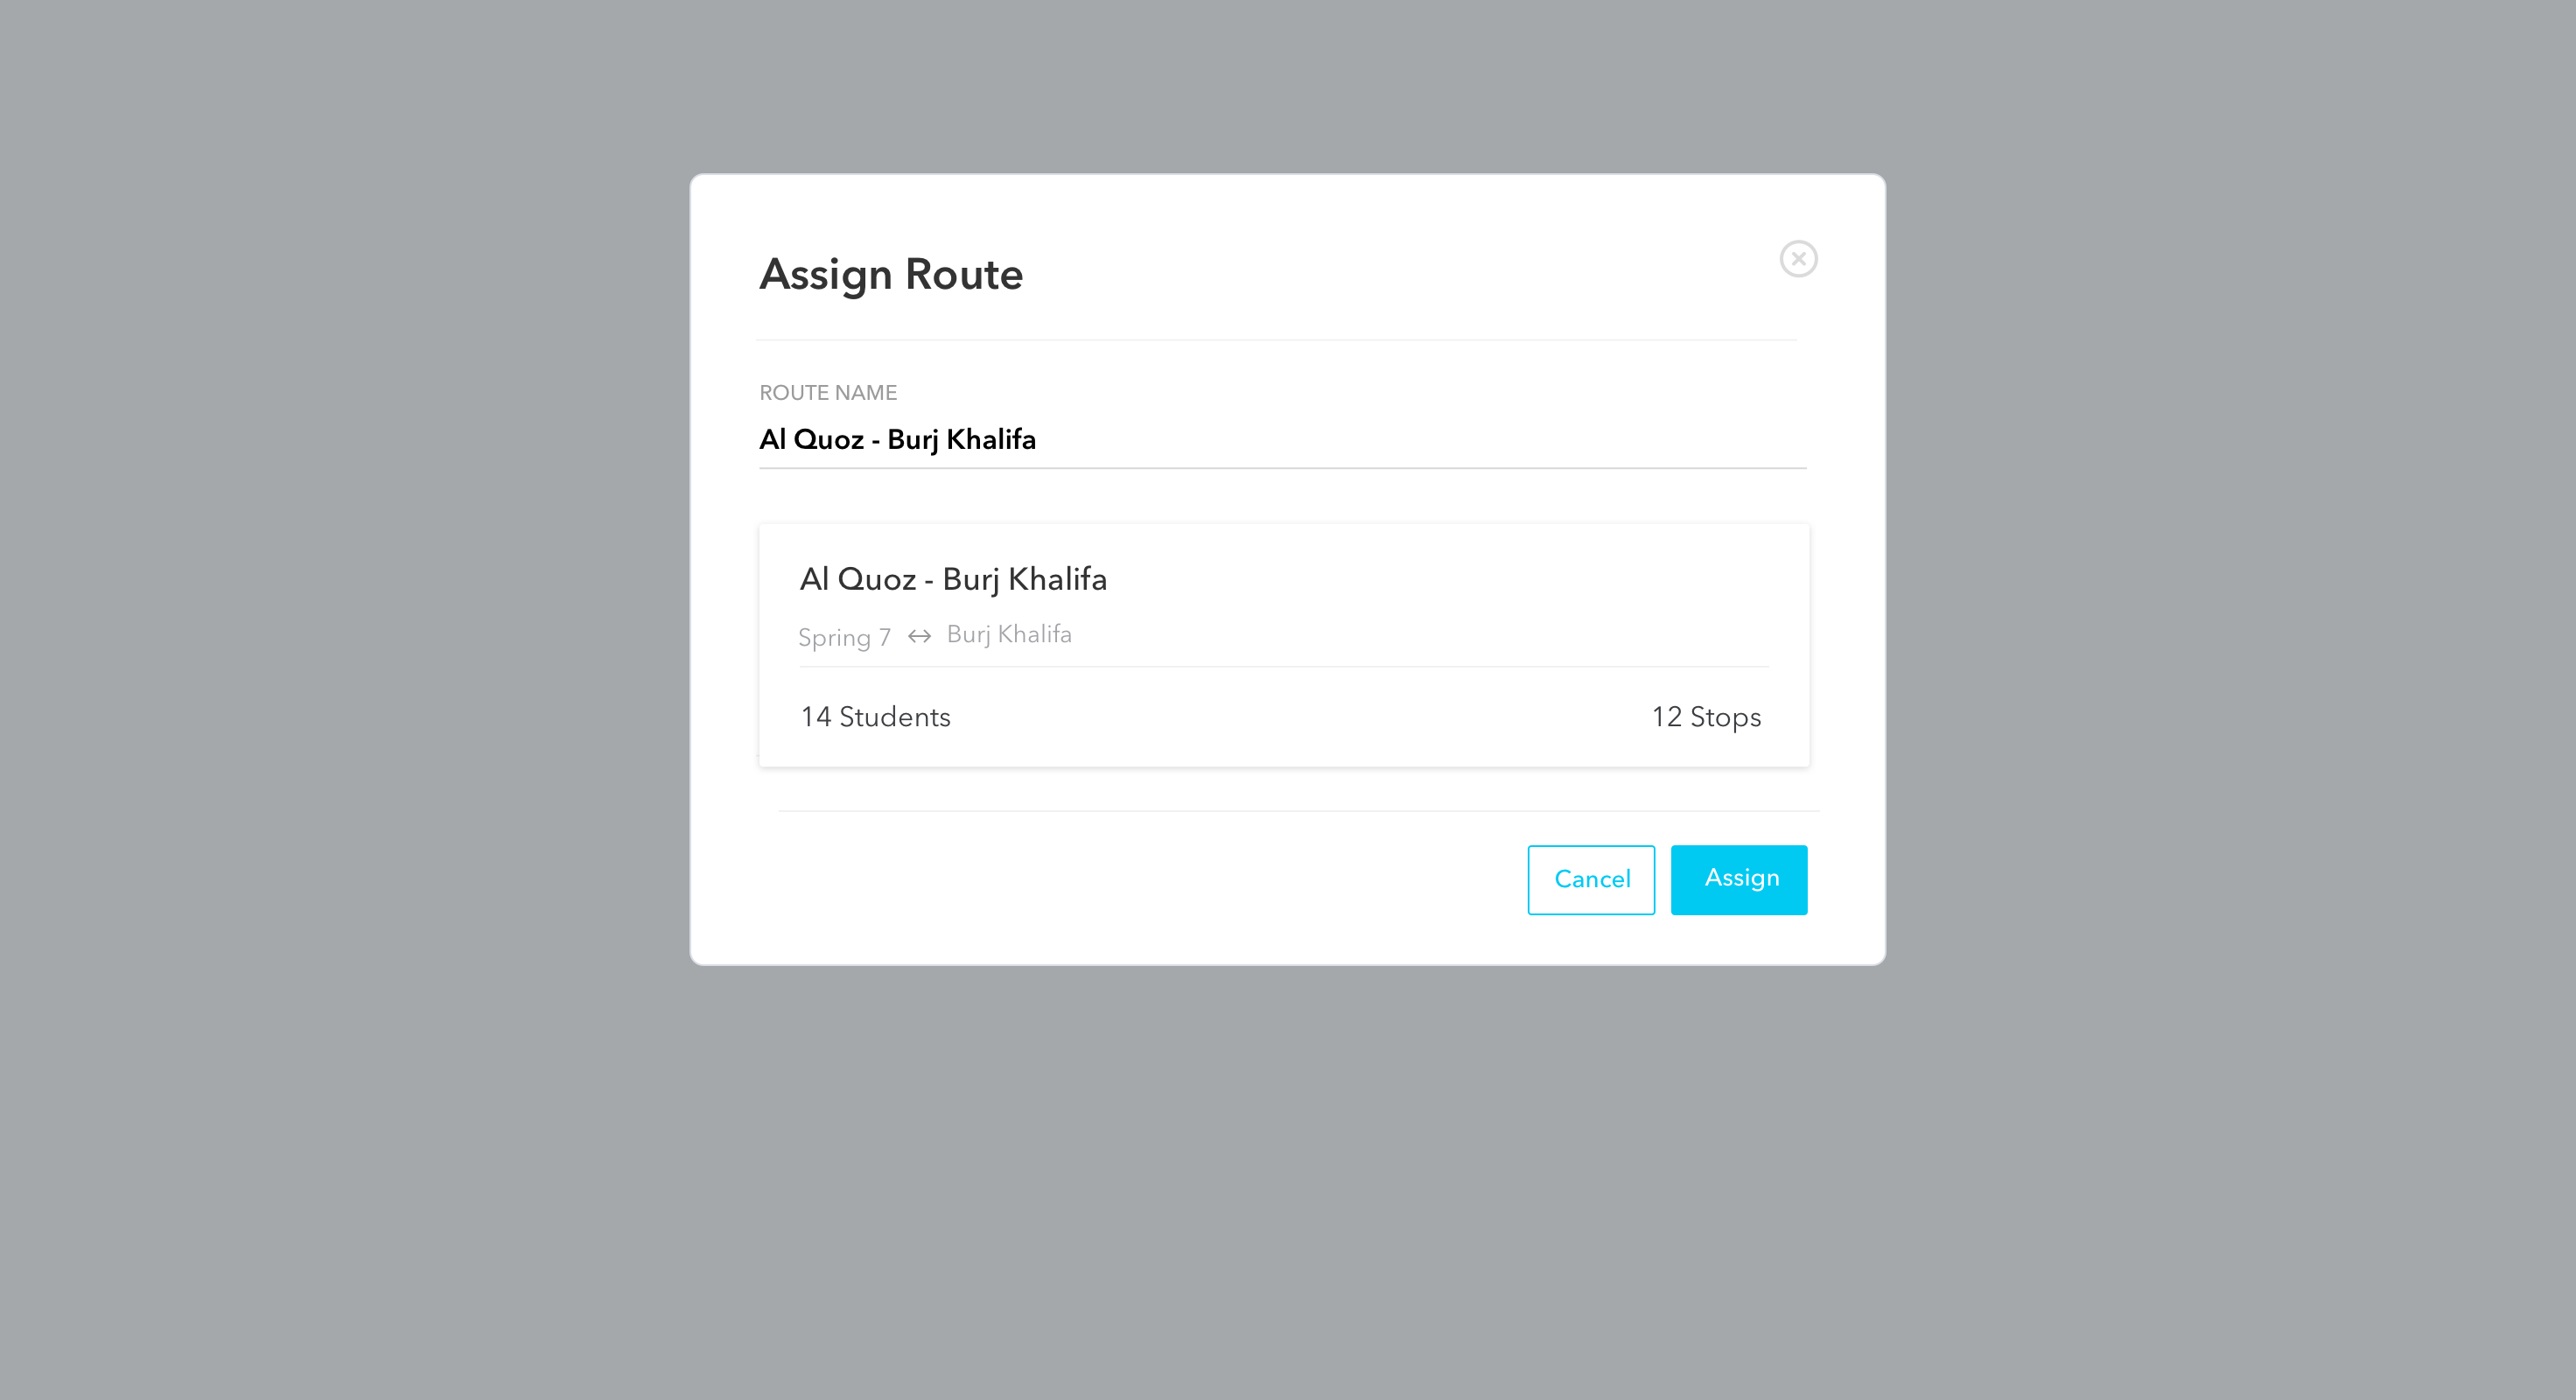 Assign Route
ROUTE NAME
Al Quoz - Burj Khalifa
Al Quoz - Burj Khalifa
Spring 7 ↔ Burj Khalifa
14 Students 12 Stops
Cancel Assign